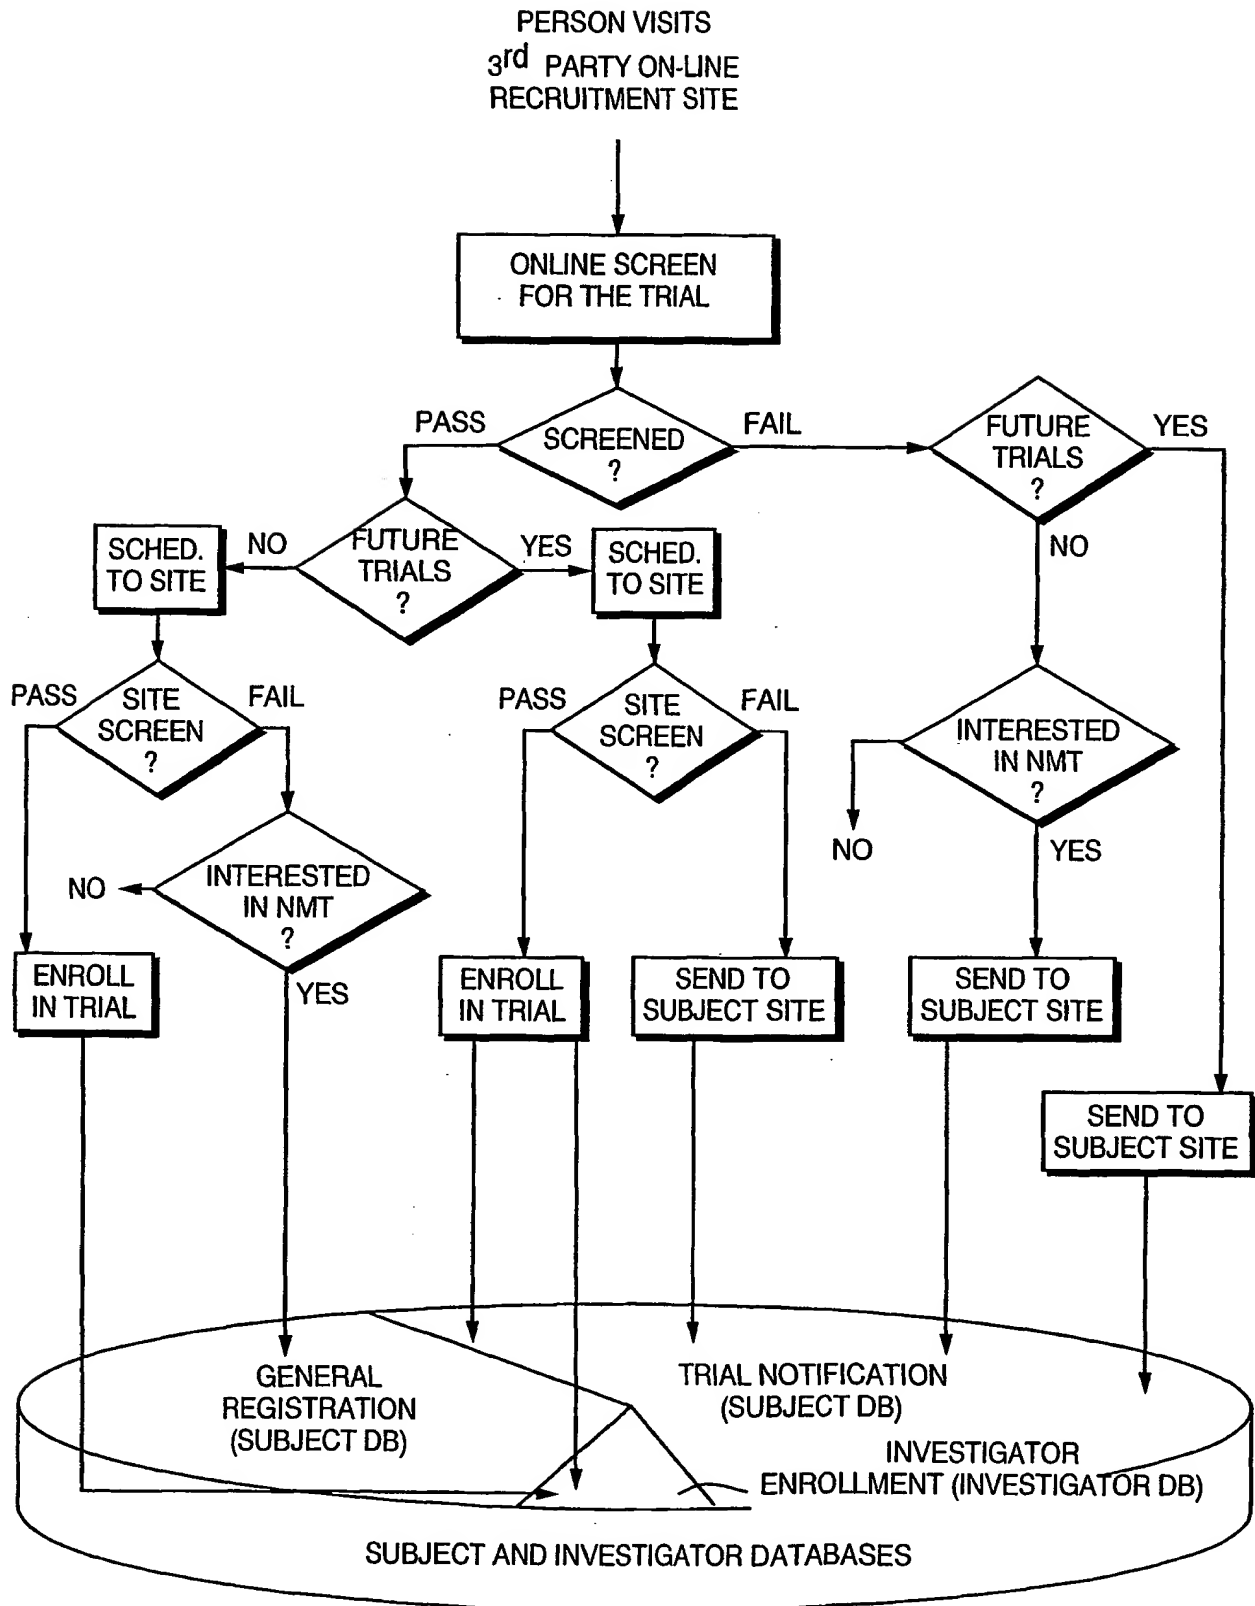 PERSON VISITS
3rd PARTY ON-LINE
RECRUITMENT SITE
ONLINE SCREEN
FOR THE TRIAL
PASS
SCREENED
?
FAIL
FUTURE
TRIALS
?
YES
NO
SCHED.
TO SITE
NO
FUTURE
TRIALS
?
YES
SCHED.
TO SITE
PASS
SITE
SCREEN
?
FAIL
PASS
SITE
SCREEN
?
FAIL
INTERESTED
IN NMT
?
NO
YES
NO
INTERESTED
IN NMT
?
YES
ENROLL
IN TRIAL
ENROLL
IN TRIAL
SEND TO
SUBJECT SITE
SEND TO
SUBJECT SITE
SEND TO
SUBJECT SITE
GENERAL
REGISTRATION
(SUBJECT DB)
TRIAL NOTIFICATION
(SUBJECT DB)
INVESTIGATOR
ENROLLMENT (INVESTIGATOR DB)
SUBJECT AND INVESTIGATOR DATABASES